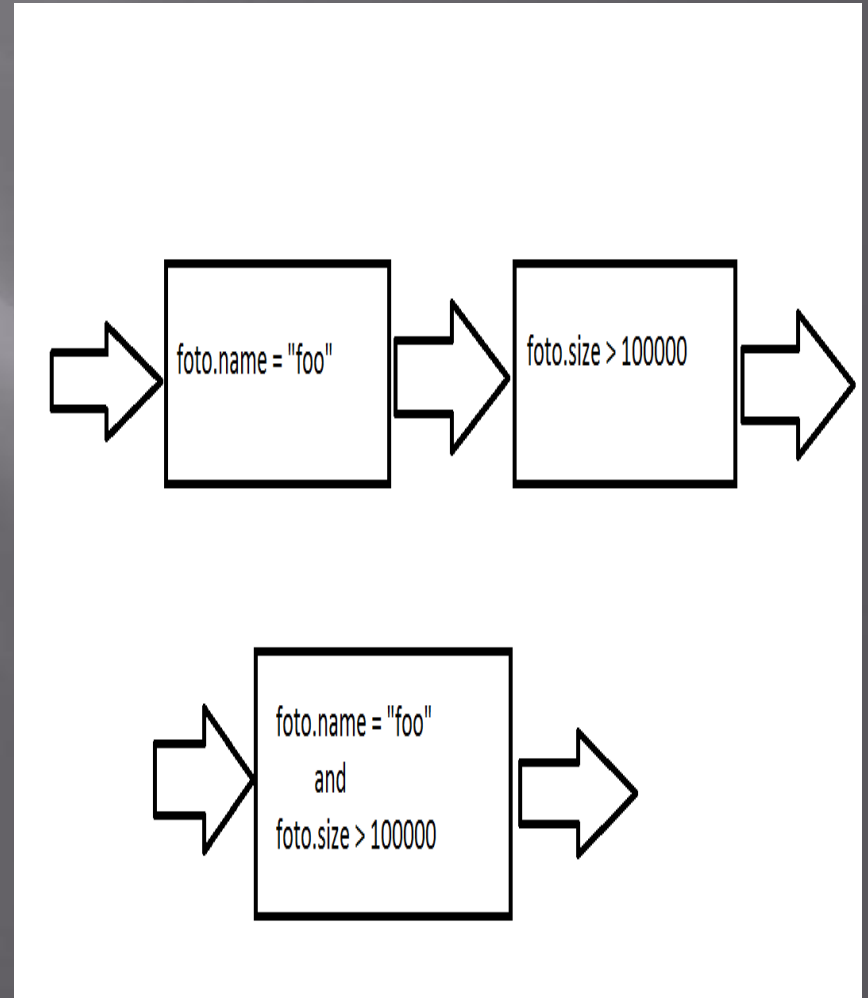 foto.name = "foo"
foto.size > 100000
foto.name = "foo"
and
foto.size > 100000